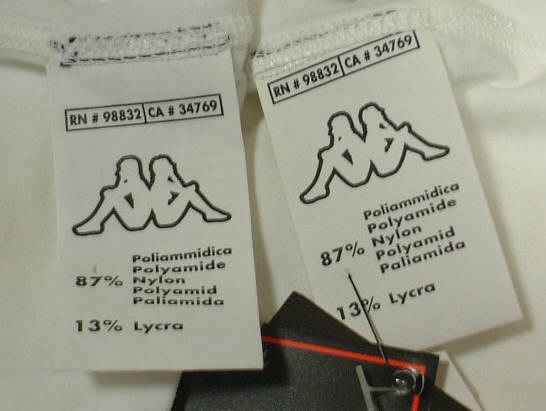 RN # 98832 CA # 34769
Poliammidica
Polyamide
87% Nylon
Polyamid
Paliamida
13% Lycra
RN # 98832 CA # 34769
Poliammidica
Polyamide
87% Nylon
Polyamid
Paliamida
13% Lycra